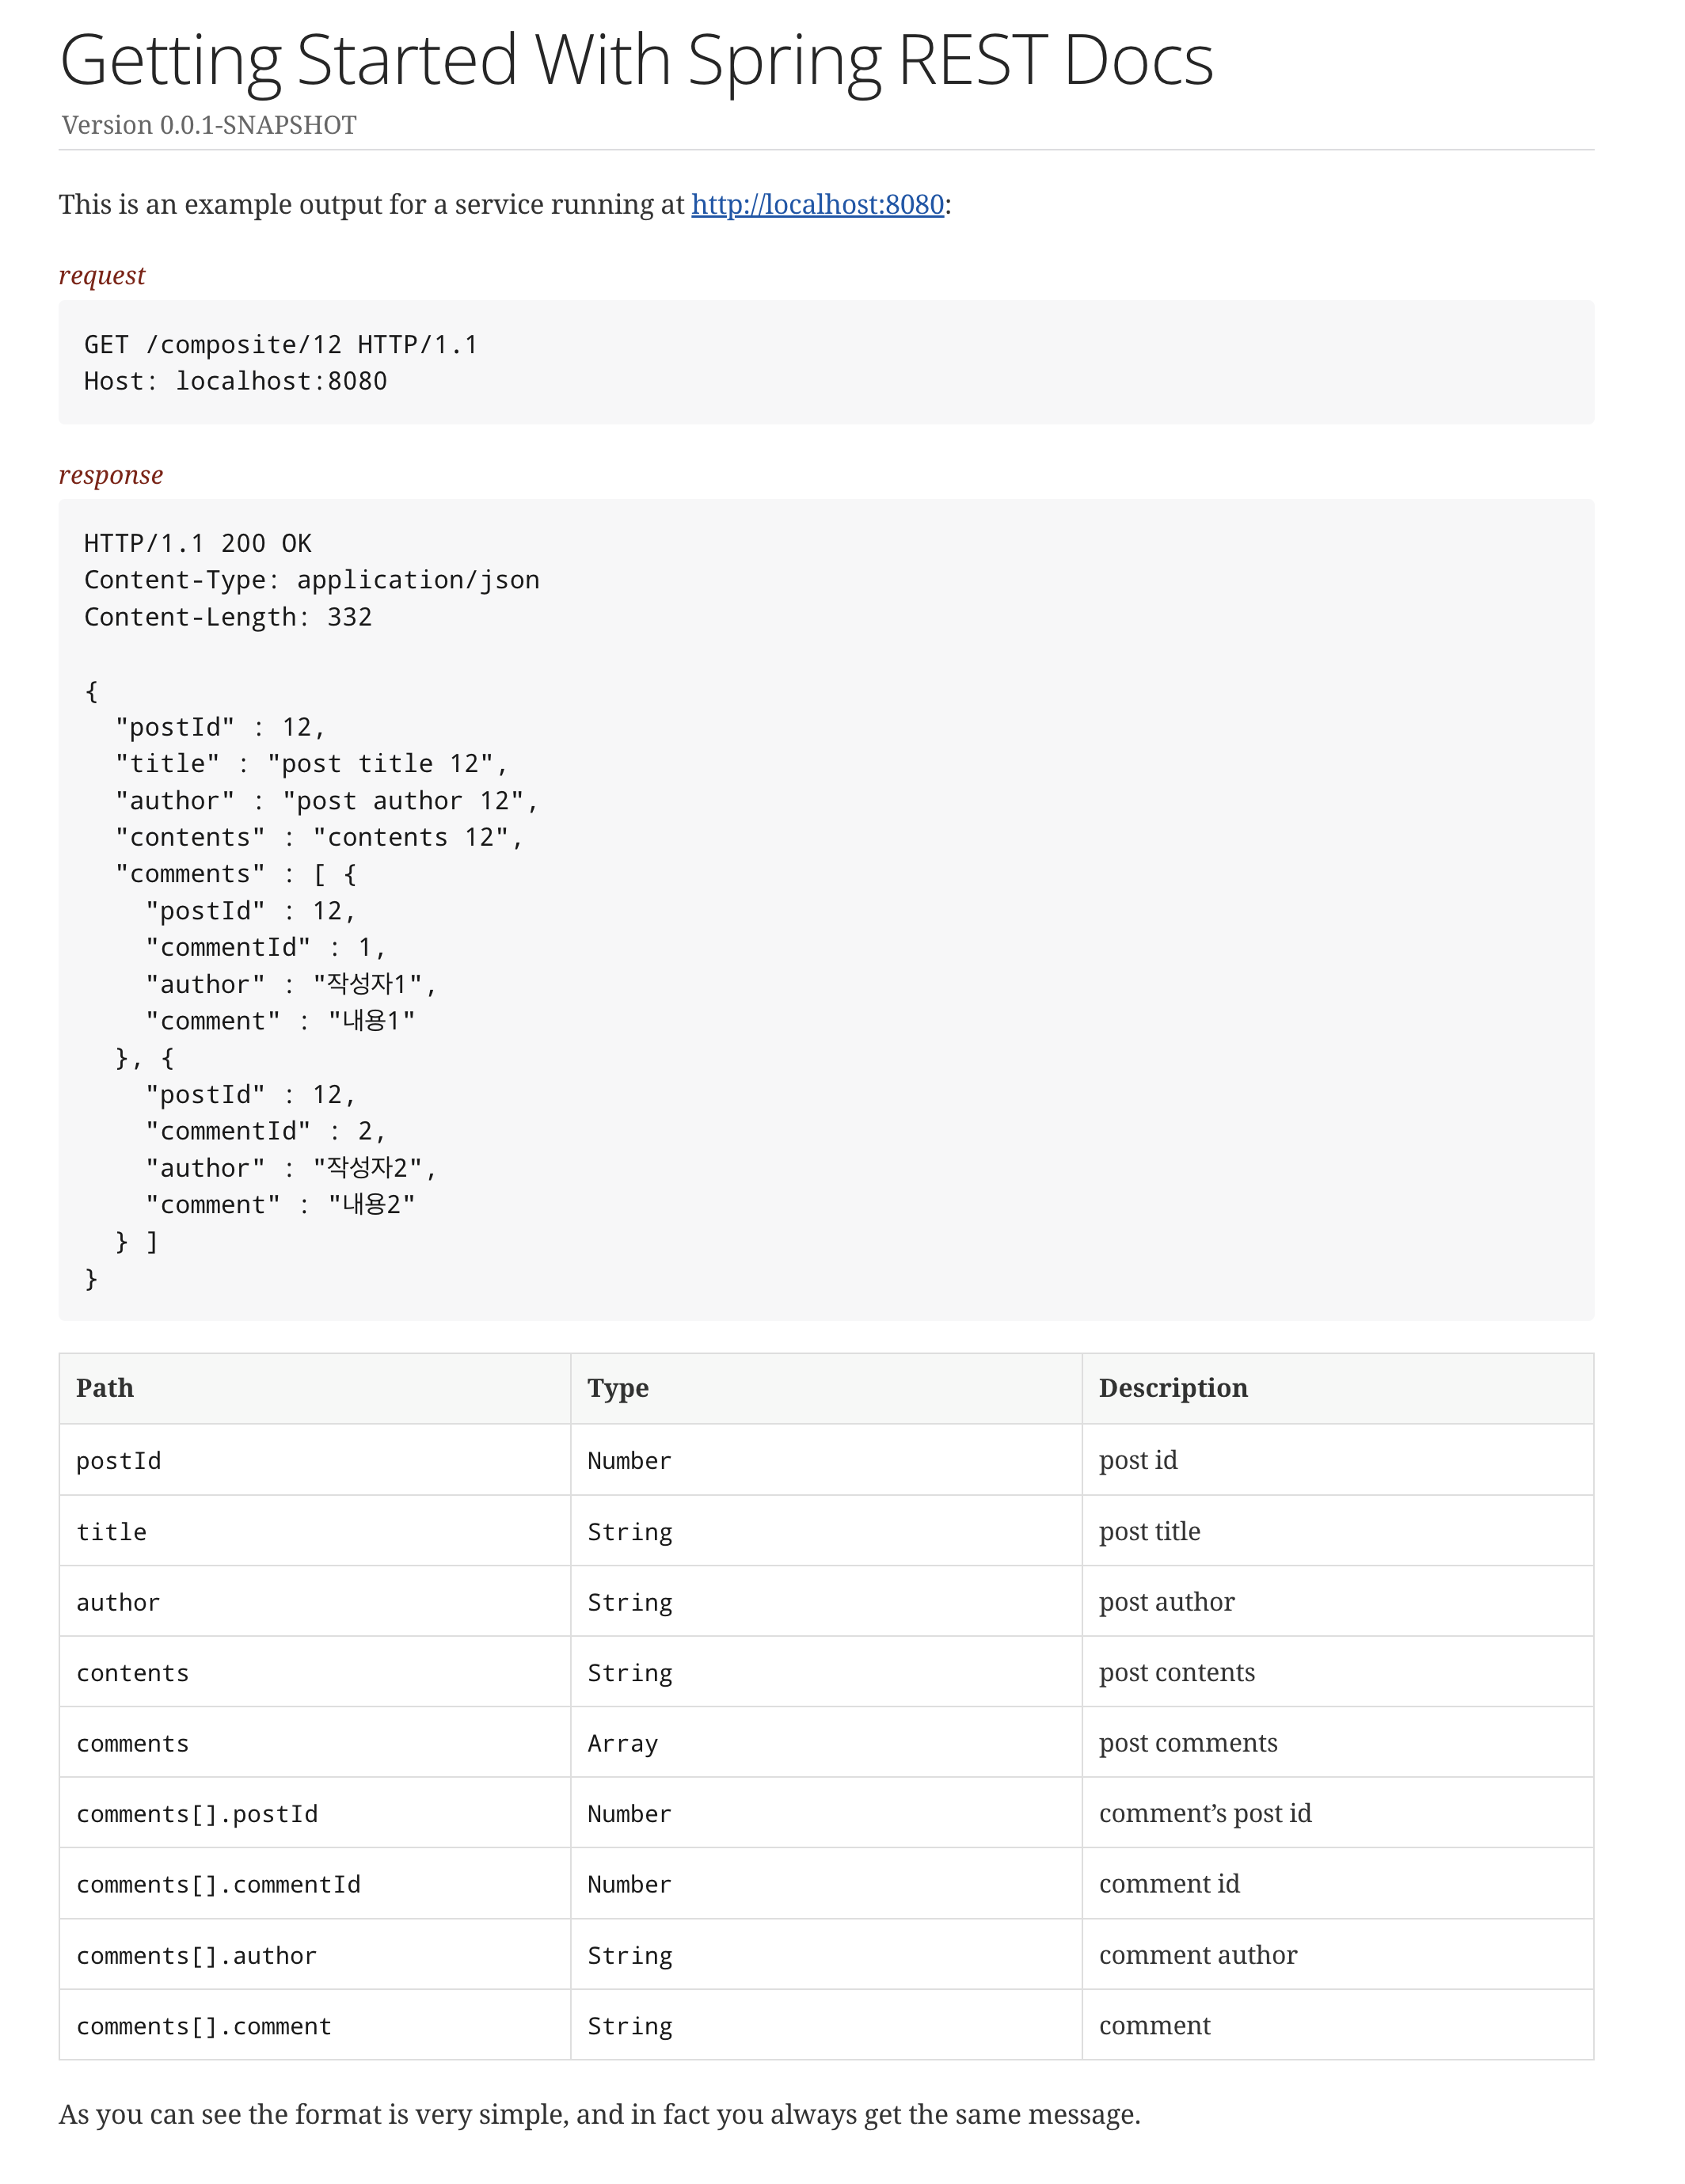 Getting Started With Spring REST Docs
Version 0.0.1-SNAPSHOT
This is an example output for a service running at http://localhost:8080:
request
GET /composite/12 HTTP/1.1
Host: localhost:8080
response
HTTP/1.1 200 OK
Content-Type: application/json
Content-Length: 332
{
  "postId" : 12,
  "title" : "post title 12",
  "author" : "post author 12",
  "contents" : "contents 12",
  "comments" : [ {
    "postId" : 12,
    "commentId" : 1,
    "author" : "작성자1",
    "comment" : "내용1"
  }, {
    "postId" : 12,
    "commentId" : 2,
    "author" : "작성자2",
    "comment" : "내용2"
  } ]
}
Path Type Description
postId Number post id
title String post title
author String post author
contents String post contents
comments Array post comments
comments[].postId Number comment’s post id
comments[].commentId Number comment id
comments[].author String comment author
comments[].comment String comment
As you can see the format is very simple, and in fact you always get the same message.